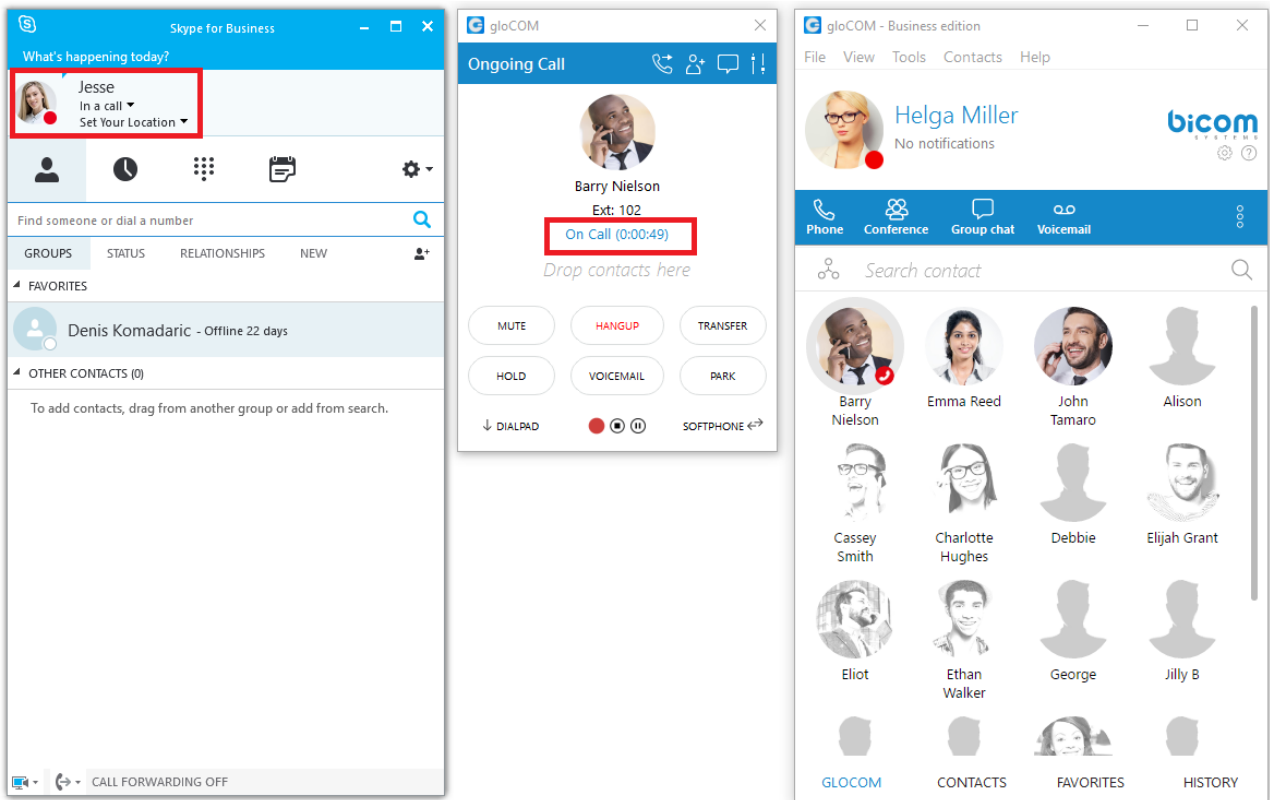 Skype for Business
What's happening today?
Jesse
In a call
Set Your Location
Find someone or dial a number
GROUPS STATUS RELATIONSHIPS NEW
FAVORITES
Denis Komadaric - Offline 22 days
OTHER CONTACTS (0)
To add contacts, drag from another group or add from search.
CALL FORWARDING OFF
gloCOM
Ongoing Call
Barry Nielson
Ext: 102
On Call (0:00:49)
Drop contacts here
MUTE HANGUP TRANSFER
HOLD VOICEMAIL PARK
DIALPAD SOFTPHONE
gloCOM - Business edition
File View Tools Contacts Help
Helga Miller
No notifications
bicom
SYSTEMS
Phone Conference Group chat Voicemail
Search contact
Barry Nielson Emma Reed John Tamaro Alison
Cassey Smith Charlotte Hughes Debbie Elijah Grant
Eliot Ethan Walker George Jilly B
GLOCOM CONTACTS FAVORITES HISTORY